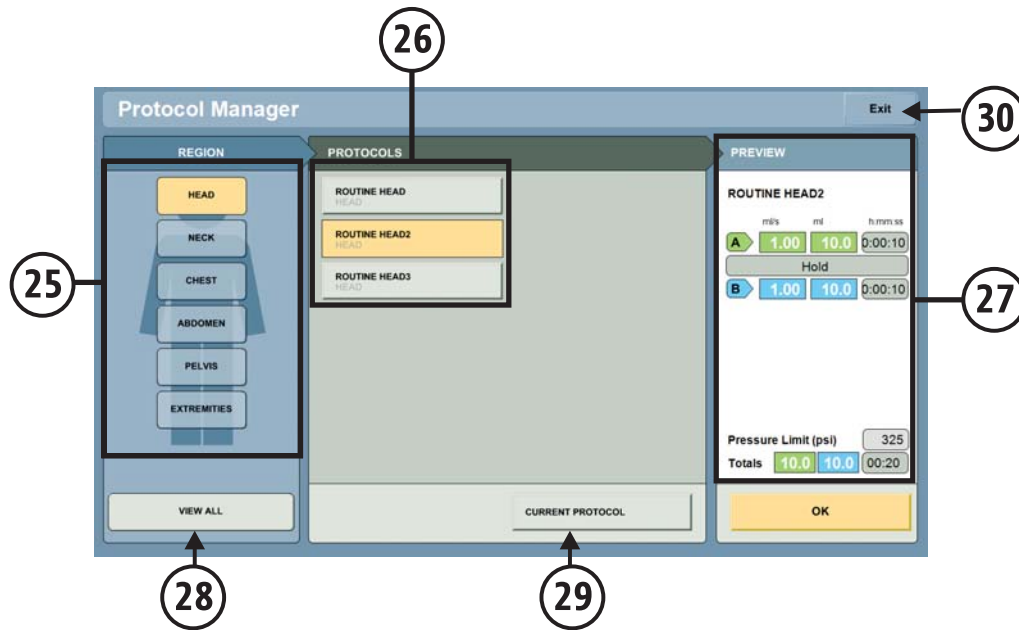 26
Protocol Manager
Exit
30
REGION
PROTOCOLS
PREVIEW
HEAD
NECK
CHEST
ABDOMEN
PELVIS
EXTREMITIES
25
ROUTINE HEAD
HEAD
ROUTINE HEAD2
HEAD
ROUTINE HEAD3
HEAD
ROUTINE HEAD2
ml/s ml h:mm:ss
A 1.00 10.0 0:00:10
Hold
B 1.00 10.0 0:00:10
27
Pressure Limit (psi) 325
Totals 10.0 10.0 00:20
VIEW ALL
CURRENT PROTOCOL
OK
28
29